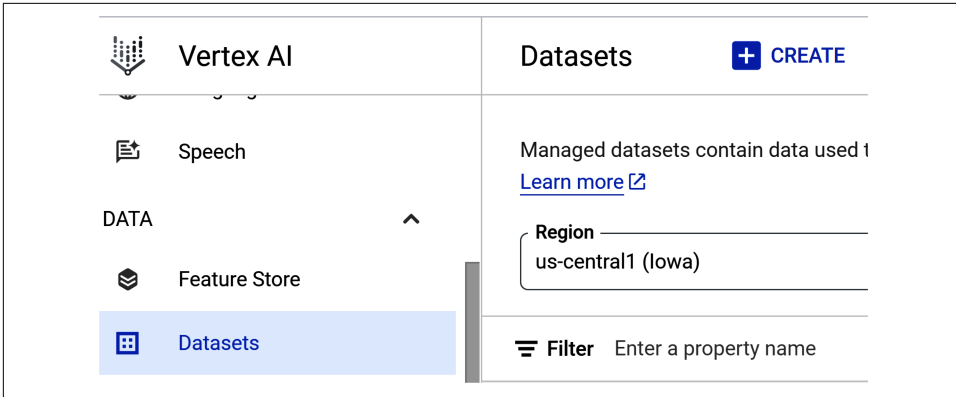 Vertex AI
Speech
DATA
Feature Store
Datasets
Datasets
CREATE
Managed datasets contain data used
Learn more
Region
us-central1 (Iowa)
Filter Enter a property name